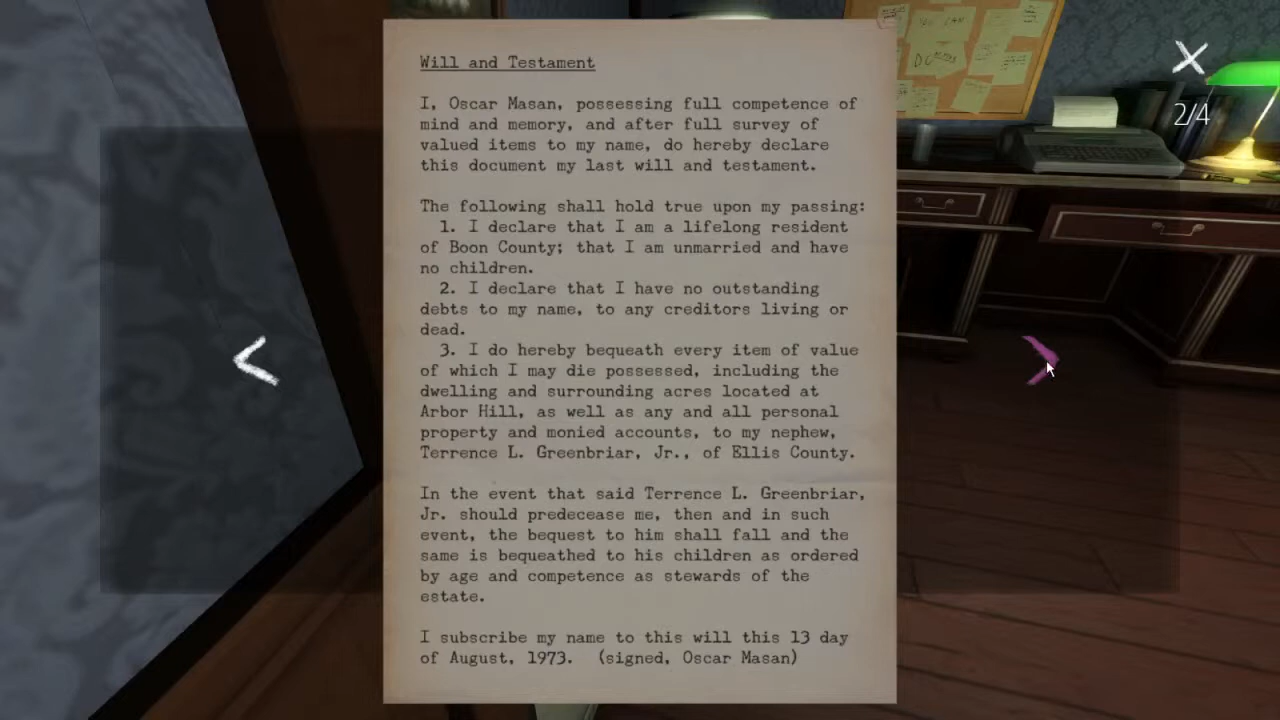 Will and Testament
I, Oscar Masan, possessing full competence of
mind and memory, and after full survey of
valued items to my name, do hereby declare
this document my last will and testament.
The following shall hold true upon my passing:
1. I declare that I am a lifelong resident
of Boon County; that I am unmarried and have
no children.
2. I declare that I have no outstanding
debts to my name, to any creditors living or
dead.
3. I do hereby bequeath every item of value
of which I may die possessed, including the
dwelling and surrounding acres located at
Arbor Hill, as well as any and all personal
property and monied accounts, to my nephew,
Terrence L. Greenbriar, Jr., of Ellis County.
In the event that said Terrence L. Greenbriar,
Jr. should predecease me, then and in such
event, the bequest to him shall fall and the
same is bequeathed to his children as ordered
by age and competence as stewards of the
estate.
I subscribe my name to this will this 13 day
of August, 1973. (signed, Oscar Masan)
2/4
YOU CAN
DO